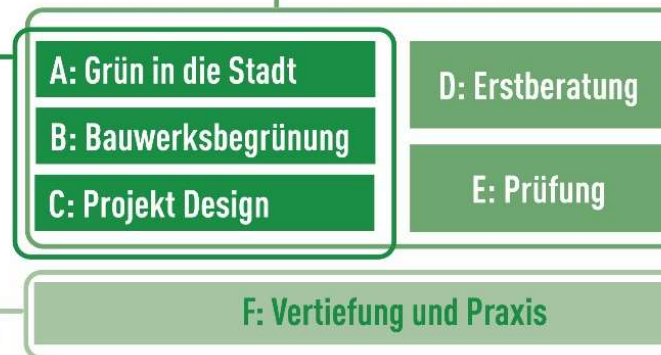 A: Grün in die Stadt
B: Bauwerksbegrünung
C: Projekt Design
D: Erstberatung
E: Prüfung
F: Vertiefung und Praxis